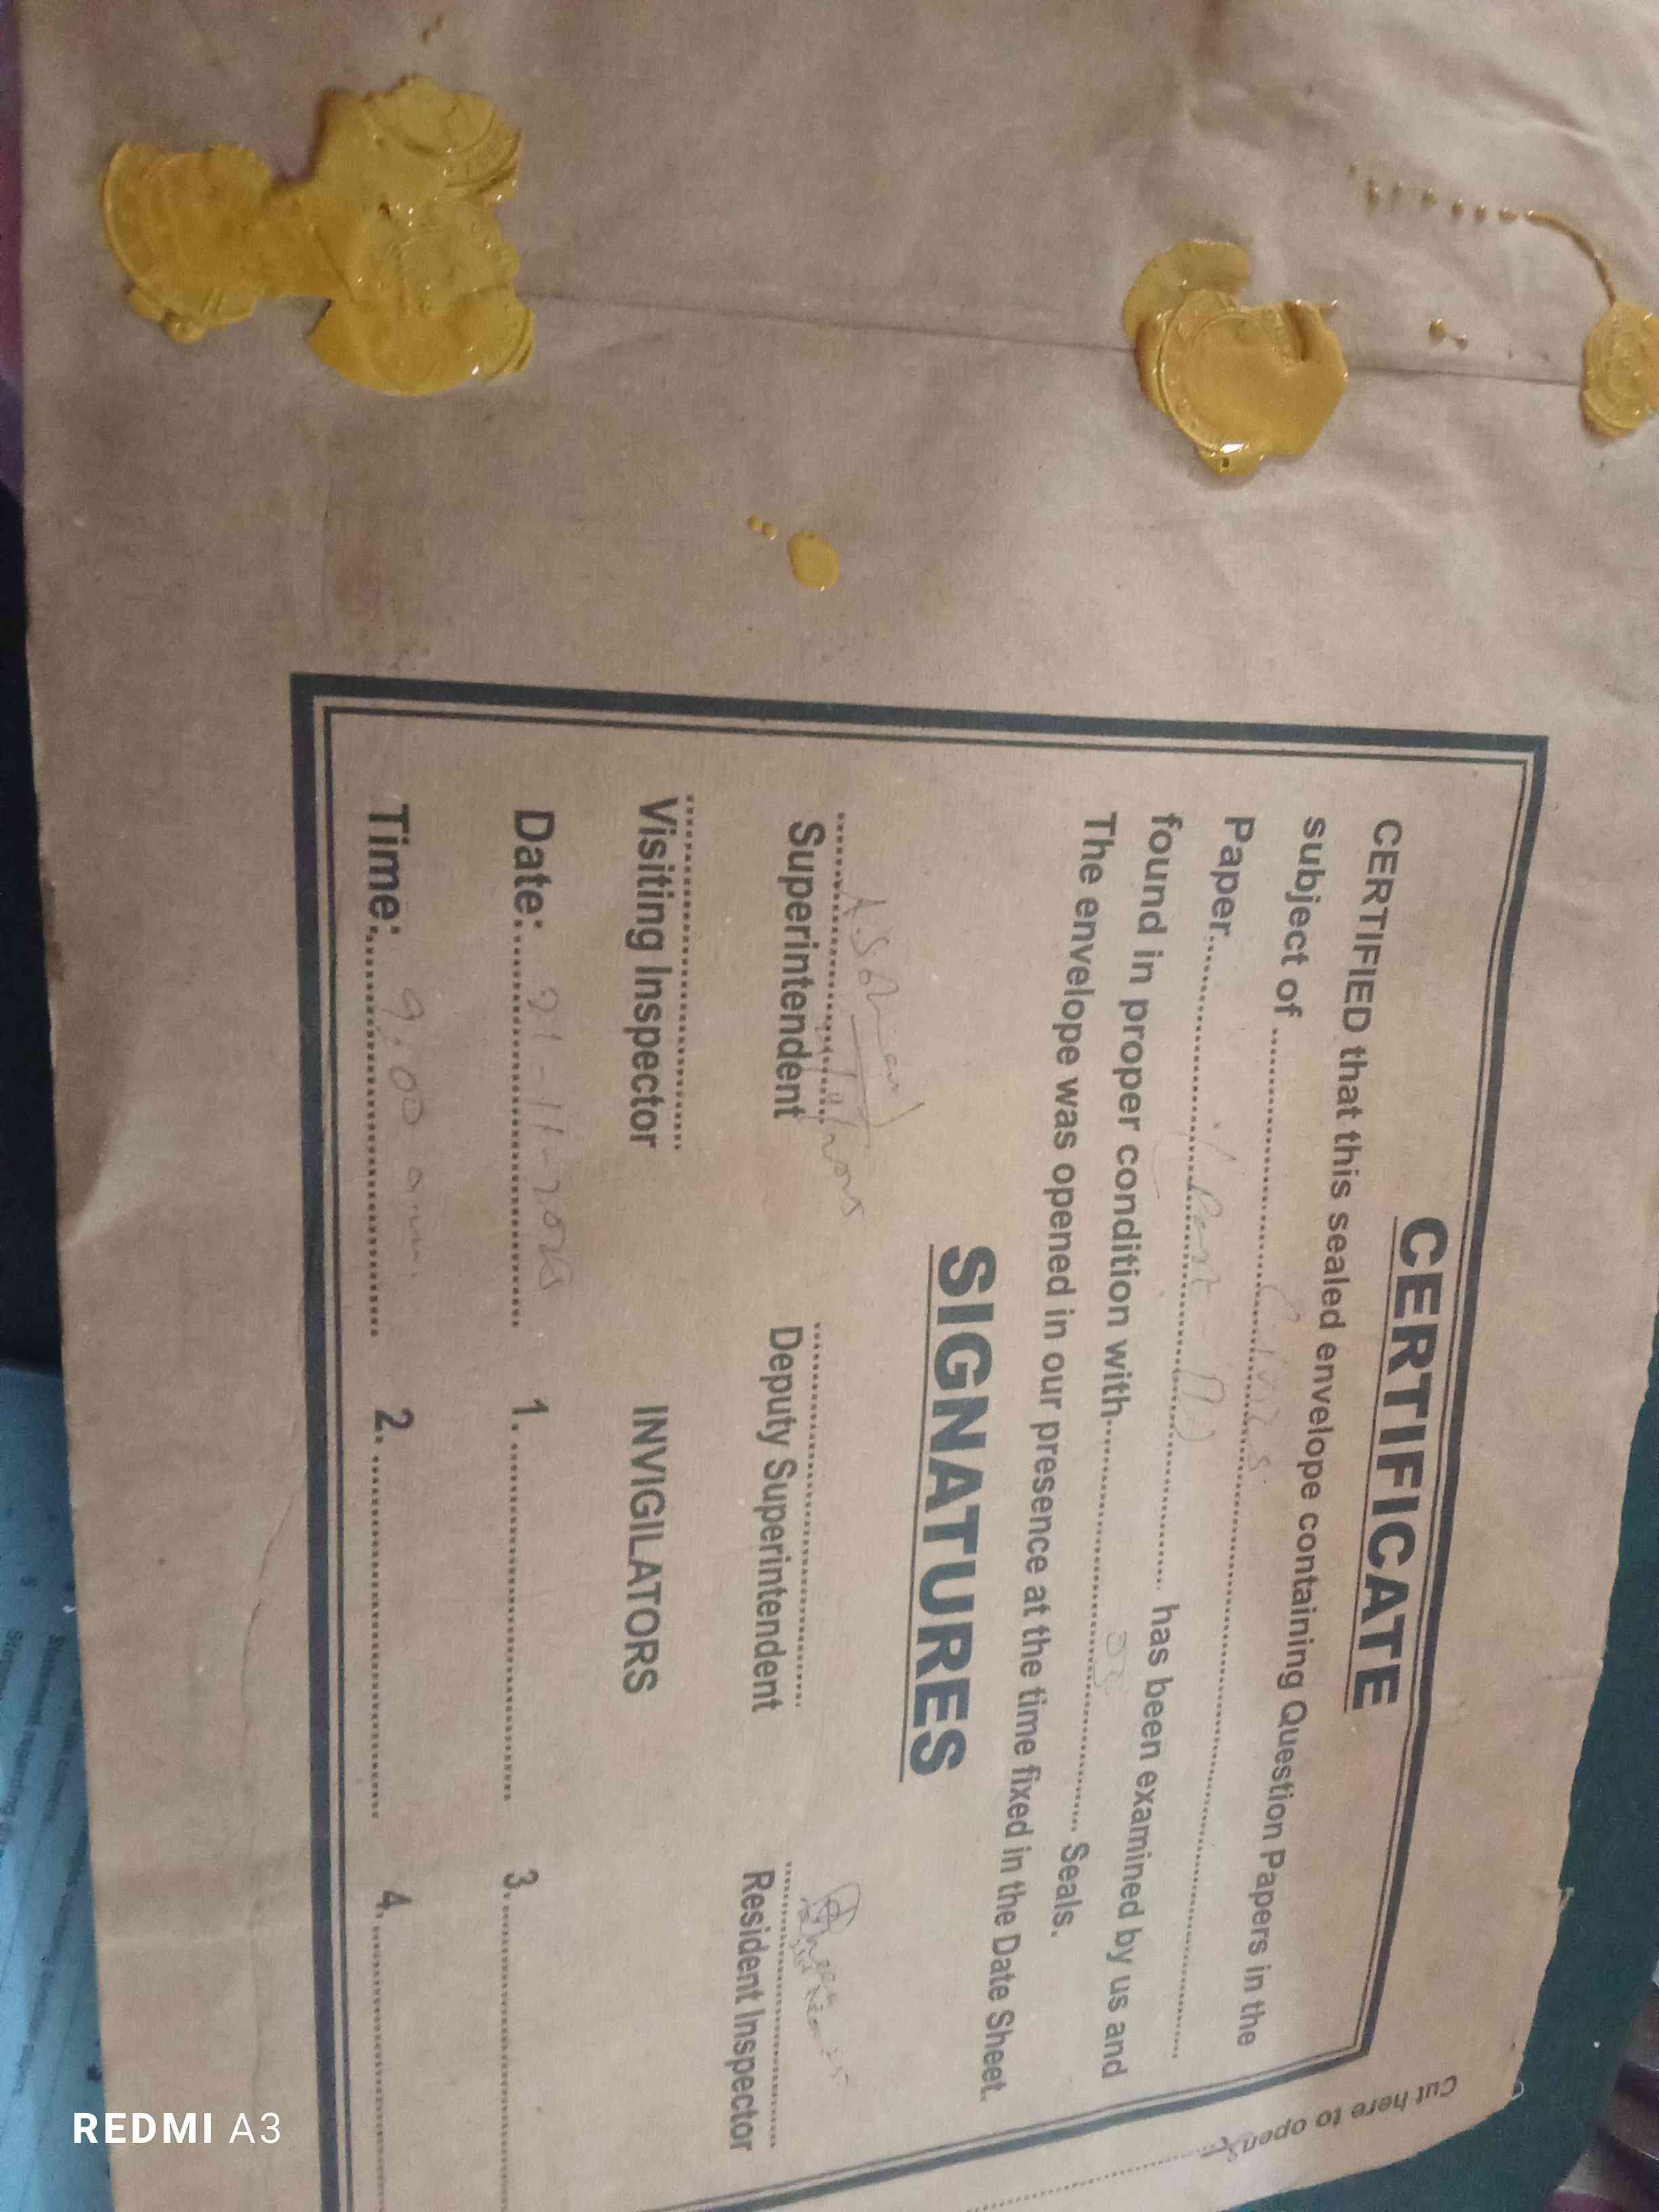 CERTIFICATE
CERTIFIED that this sealed envelope containing Question Papers in the
subject of ................................
Paper.................. (Part - II) .................. has been examined by us and
found in proper condition with.................. 03 .................. Seals.
The envelope was opened in our presence at the time fixed in the Date Sheet.
SIGNATURES
Superintendent Deputy Superintendent Resident Inspector
Visiting Inspector INVIGILATORS
Date: 21-11-2025 1. .................. 3. ..................
Time: 9:00 a.m. 2. .................. 4. ..................
Cut here to open
REDMI A3